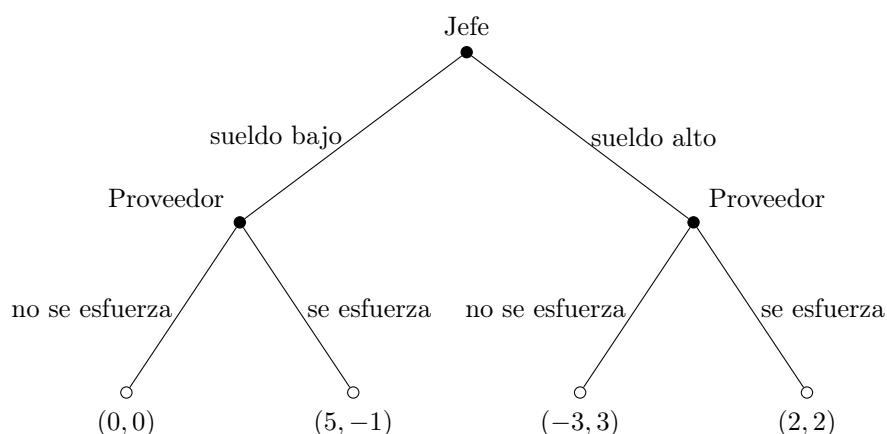 Jefe
sueldo bajo
sueldo alto
Proveedor
Proveedor
no se esfuerza
se esfuerza
no se esfuerza
se esfuerza
(0, 0)
(5, −1)
(−3, 3)
(2, 2)